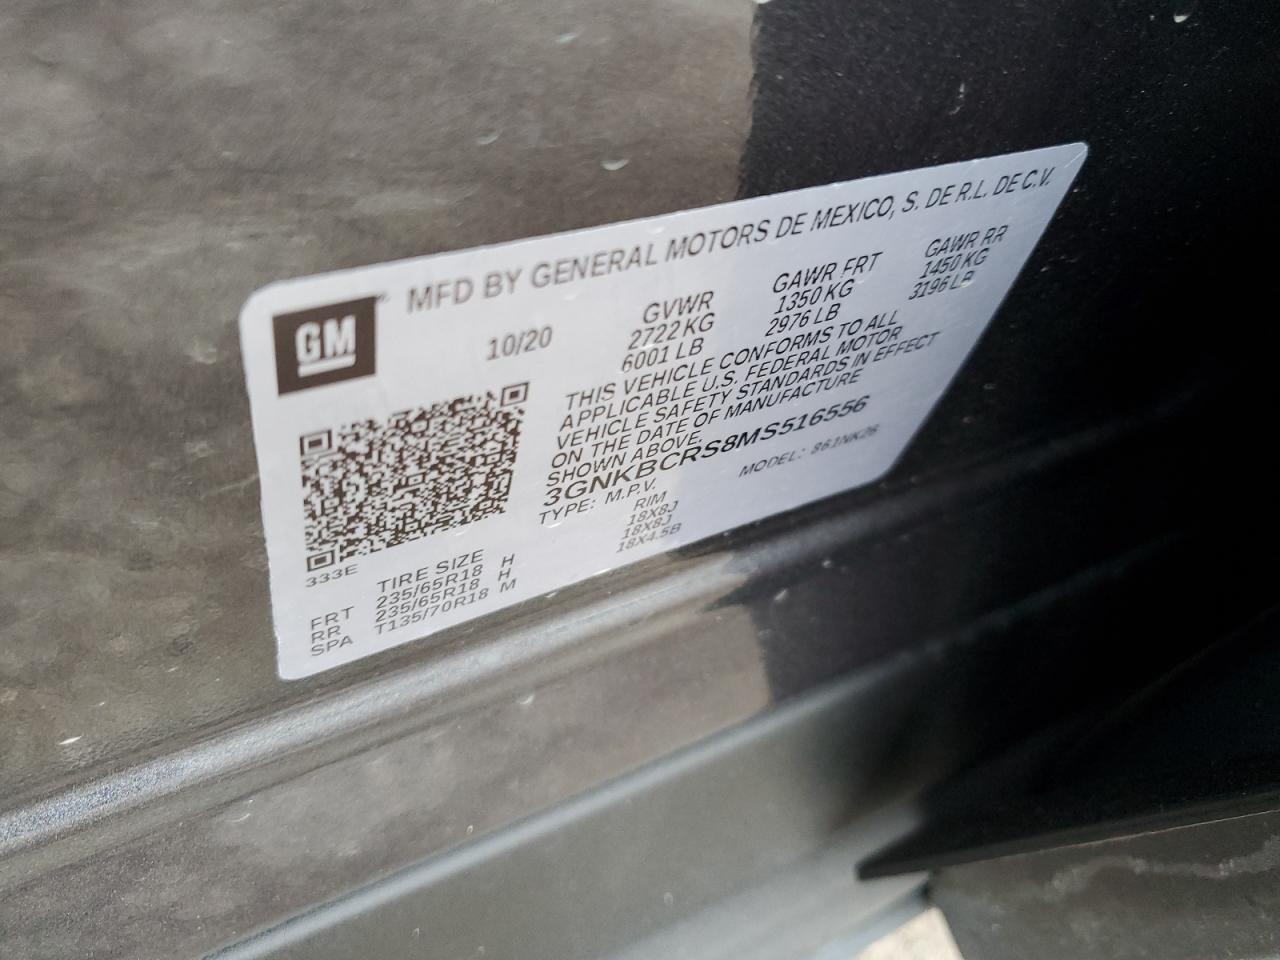 MFD BY GENERAL MOTORS DE MEXICO, S. DE R.L. DE C.V.
GM
10/20
GVWR
2722 KG
6001 LB
GAWR FRT
1350 KG
2976 LB
GAWR RR
1450 KG
3196 LB
THIS VEHICLE CONFORMS TO ALL
APPLICABLE U.S. FEDERAL MOTOR
VEHICLE SAFETY STANDARDS IN EFFECT
ON THE DATE OF MANUFACTURE
SHOWN ABOVE.
3GNKBCRS8MS516556
TYPE: M.P.V.
MODEL: 861NK26
333E
TIRE SIZE RIM
FRT 235/65R18 H 18X8J
RR 235/65R18 H 18X8J
SPA T135/70R18 M 18X4.5B